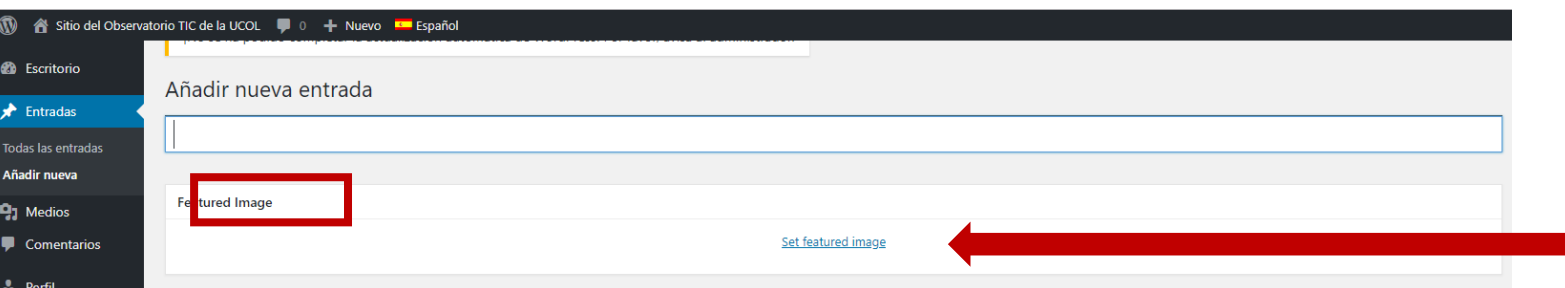 Sitio del Observatorio TIC de la UCOL 0 Nuevo Español
Escritorio
Añadir nueva entrada
Entradas
Todas las entradas
Añadir nueva
Featured Image
Medios
Set featured image
Comentarios
Perfil